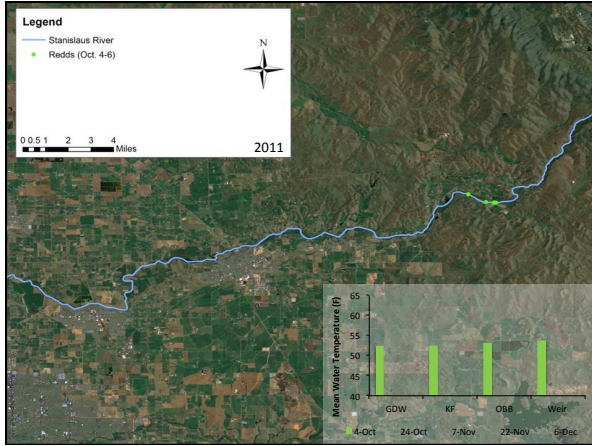 Legend
Stanislaus River
Redds (Oct. 4-6)
N
0 0.5 1 2 3 4
Miles
2011
Mean Water Temperature (F)
65
60
55
50
45
40
GDW KF OBB Weir
4-Oct 24-Oct 7-Nov 22-Nov 6-Dec